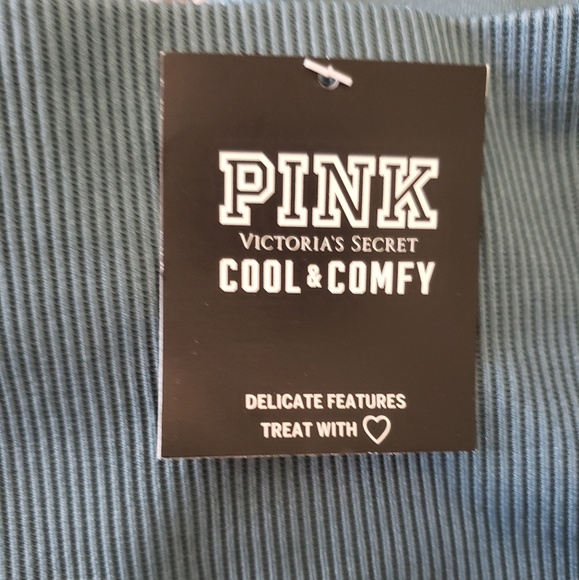 PINK
VICTORIA'S SECRET
COOL & COMFY
DELICATE FEATURES
TREAT WITH ♡